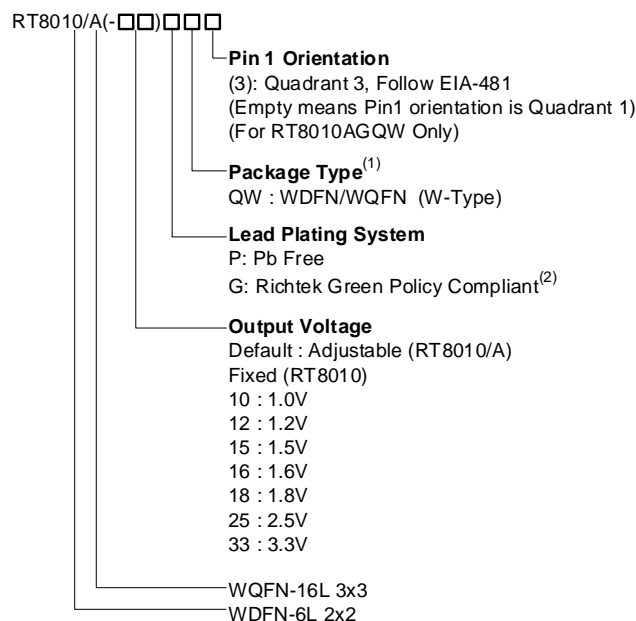 RT8010/A(-□□)□□□
Pin 1 Orientation
(3): Quadrant 3, Follow EIA-481
(Empty means Pin1 orientation is Quadrant 1)
(For RT8010AGQW Only)
Package Type(1)
QW : WDFN/WQFN (W-Type)
Lead Plating System
P: Pb Free
G: Richtek Green Policy Compliant(2)
Output Voltage
Default : Adjustable (RT8010/A)
Fixed (RT8010)
10 : 1.0V
12 : 1.2V
15 : 1.5V
16 : 1.6V
18 : 1.8V
25 : 2.5V
33 : 3.3V
WQFN-16L 3x3
WDFN-6L 2x2